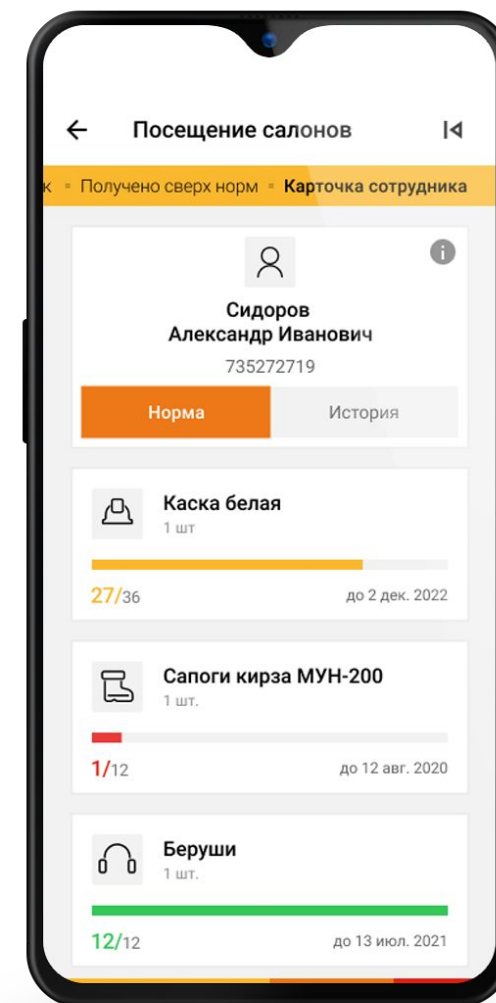 Посещение салонов
к ▪ Получено сверх норм ▪ Карточка сотрудника
Сидоров
Александр Иванович
735272719
Норма История
Каска белая
1 шт
27/36 до 2 дек. 2022
Сапоги кирза МУН-200
1 шт.
1/12 до 12 авг. 2020
Беруши
1 шт.
12/12 до 13 июл. 2021